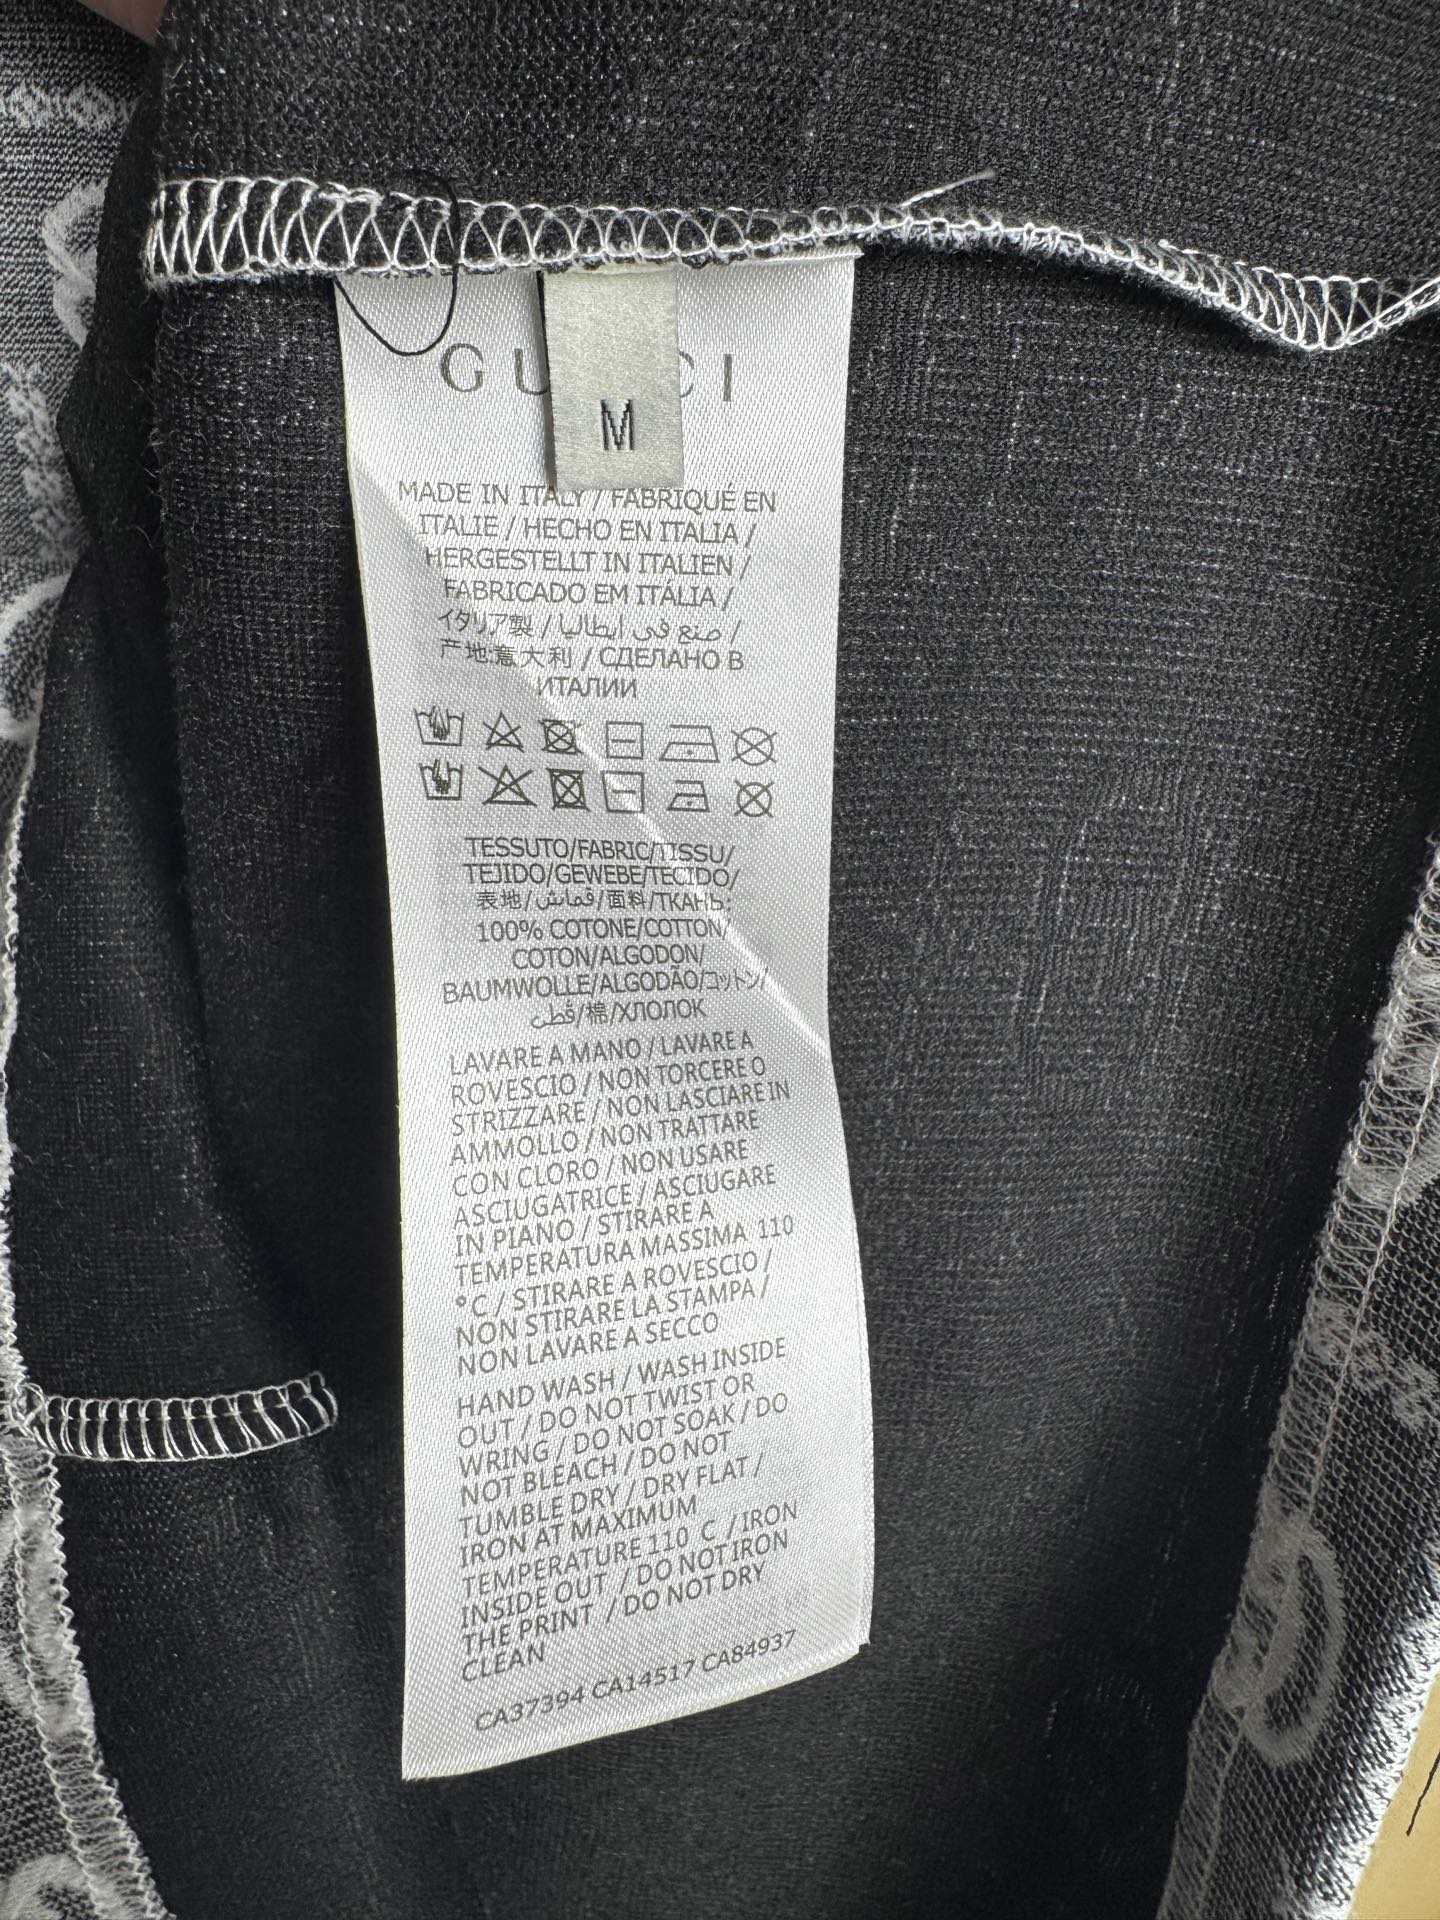 GU CI
M
MADE IN ITALY / FABRIQUÉ EN
ITALIE / HECHO EN ITALIA /
HERGESTELLT IN ITALIEN /
FABRICADO EM ITÁLIA /
イタリア製 / صنع في ايطاليا /
产地:意大利 / СДЕЛАНО В
ИТАЛИИ
TESSUTO/FABRIC/TISSU/
TEJIDO/GEWEBE/TECIDO/
表地/قماش/面料/ТКАНЬ:
100% COTONE/COTTON/
COTON/ALGODON/
BAUMWOLLE/ALGODÃO/コットン/
قطن/棉/ХЛОПОК
LAVARE A MANO / LAVARE A
ROVESCIO / NON TORCERE O
STRIZZARE / NON LASCIARE IN
AMMOLLO / NON TRATTARE
CON CLORO / NON USARE
ASCIUGATRICE / ASCIUGARE
IN PIANO / STIRARE A
TEMPERATURA MASSIMA 110
°C / STIRARE A ROVESCIO /
NON STIRARE LA STAMPA /
NON LAVARE A SECCO
HAND WASH / WASH INSIDE
OUT / DO NOT TWIST OR
WRING / DO NOT SOAK / DO
NOT BLEACH / DO NOT
TUMBLE DRY / DRY FLAT /
IRON AT MAXIMUM
TEMPERATURE 110 C / IRON
INSIDE OUT / DO NOT IRON
THE PRINT / DO NOT DRY
CLEAN
CA37394 CA14517 CA84937